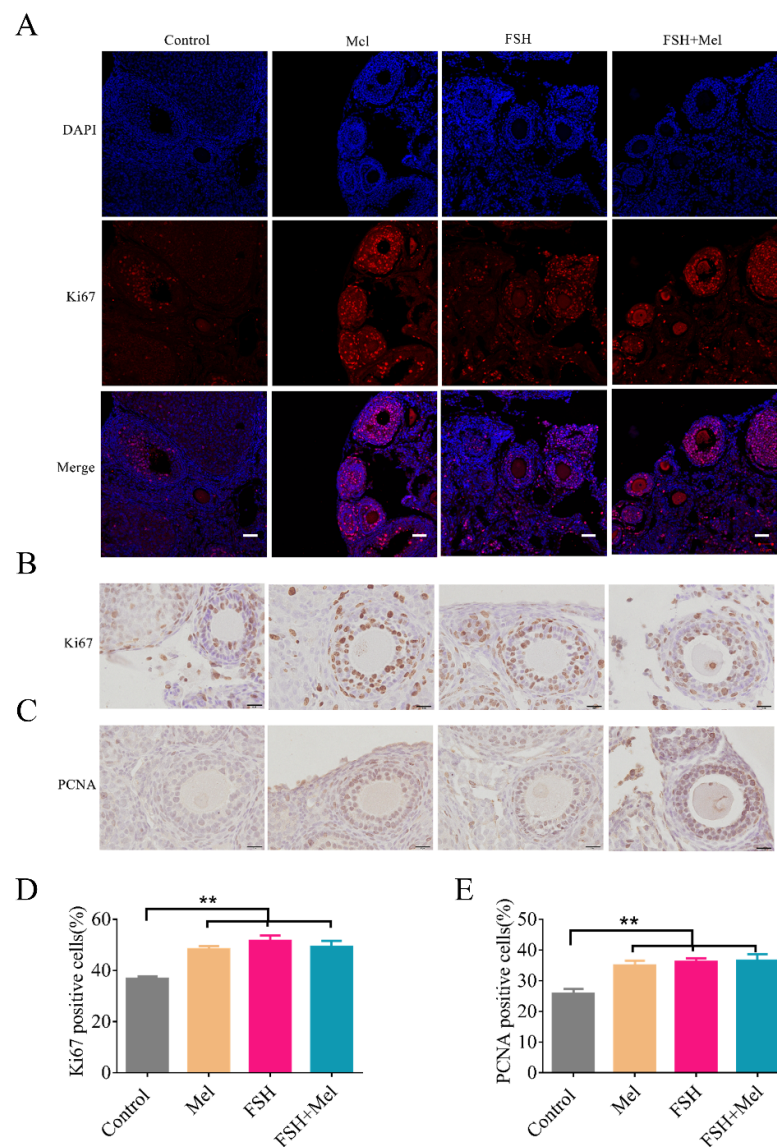 A
Control Mel FSH FSH+Mel
DAPI
Ki67
Merge
B
Ki67
C
PCNA
D
**
Ki67 positive cells(%)
60
40
20
0
Control Mel FSH FSH+Mel
E
**
PCNA positive cells(%)
50
40
30
20
10
0
Control Mel FSH FSH+Mel